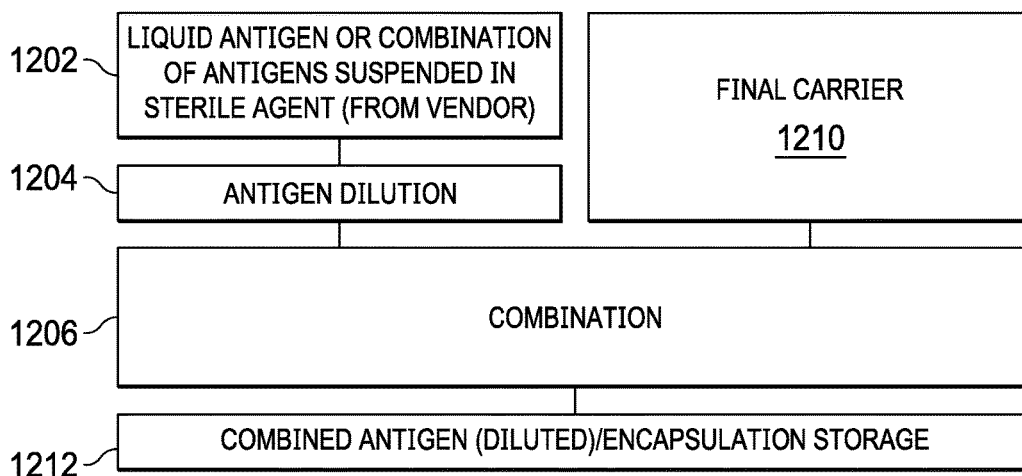 1202
LIQUID ANTIGEN OR COMBINATION
OF ANTIGENS SUSPENDED IN
STERILE AGENT (FROM VENDOR)
FINAL CARRIER
1210
1204
ANTIGEN DILUTION
1206
COMBINATION
1212
COMBINED ANTIGEN (DILUTED)/ENCAPSULATION STORAGE